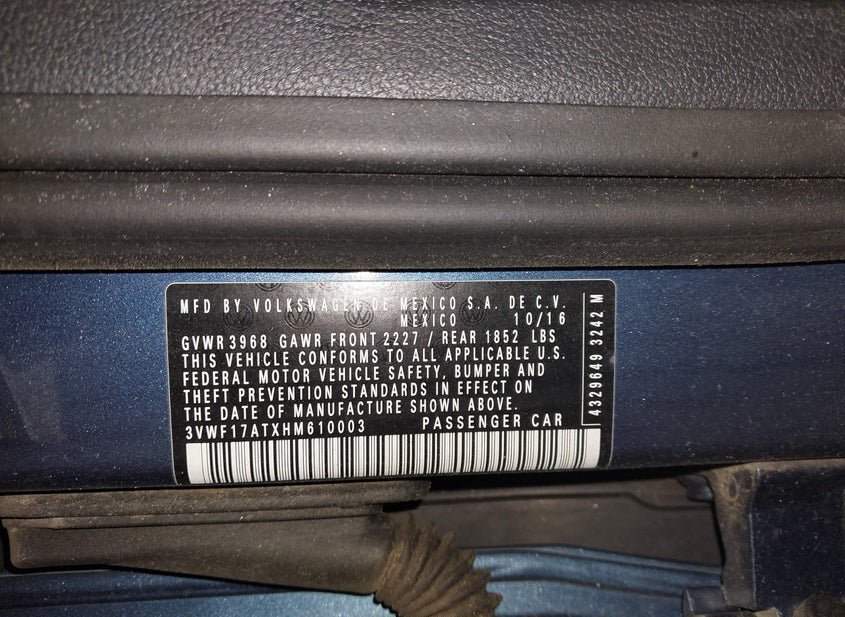 MFD BY VOLKSWAGEN DE MEXICO S.A. DE C.V.
MEXICO 10/16
GVWR 3968 GAWR FRONT 2227 / REAR 1852 LBS
THIS VEHICLE CONFORMS TO ALL APPLICABLE U.S.
FEDERAL MOTOR VEHICLE SAFETY, BUMPER AND
THEFT PREVENTION STANDARDS IN EFFECT ON
THE DATE OF MANUFACTURE SHOWN ABOVE.
3VWF17ATXHM610003 PASSENGER CAR
4329649 3242 M